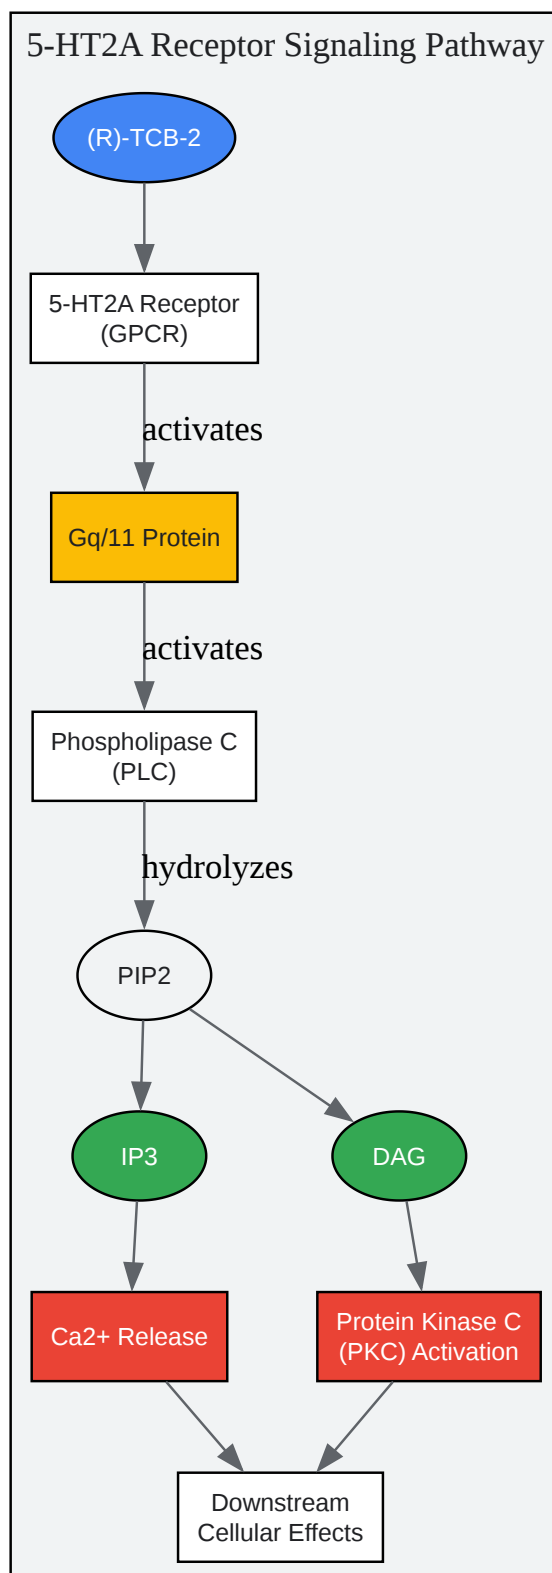 5-HT2A Receptor Signaling Pathway
(R)-TCB-2
5-HT2A Receptor
(GPCR)
activates
Gq/11 Protein
activates
Phospholipase C
(PLC)
hydrolyzes
PIP2
IP3
DAG
Ca2+ Release
Protein Kinase C
(PKC) Activation
Downstream
Cellular Effects